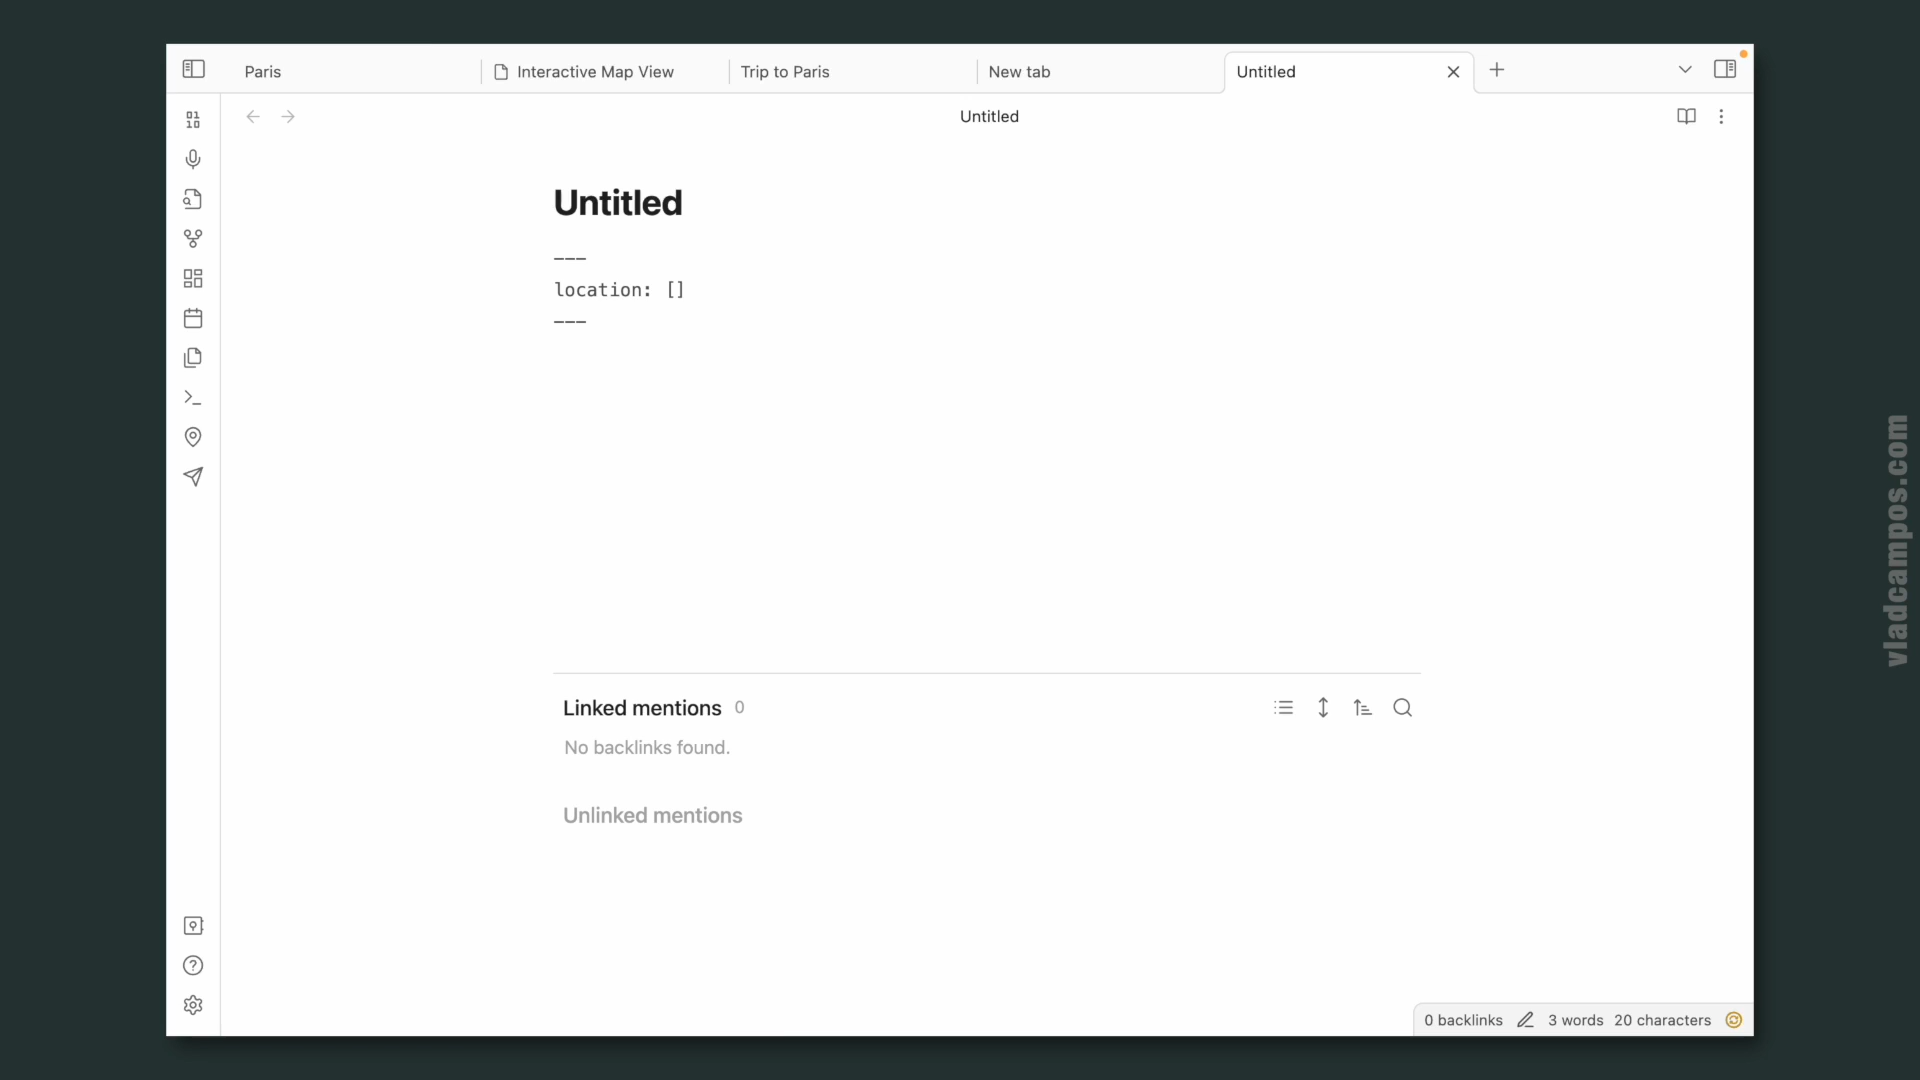 Paris
Interactive Map View
Trip to Paris
New tab
Untitled
Untitled
Untitled
---
location: []
---
Linked mentions 0
No backlinks found.
Unlinked mentions
0 backlinks 3 words 20 characters
vladcampos.com